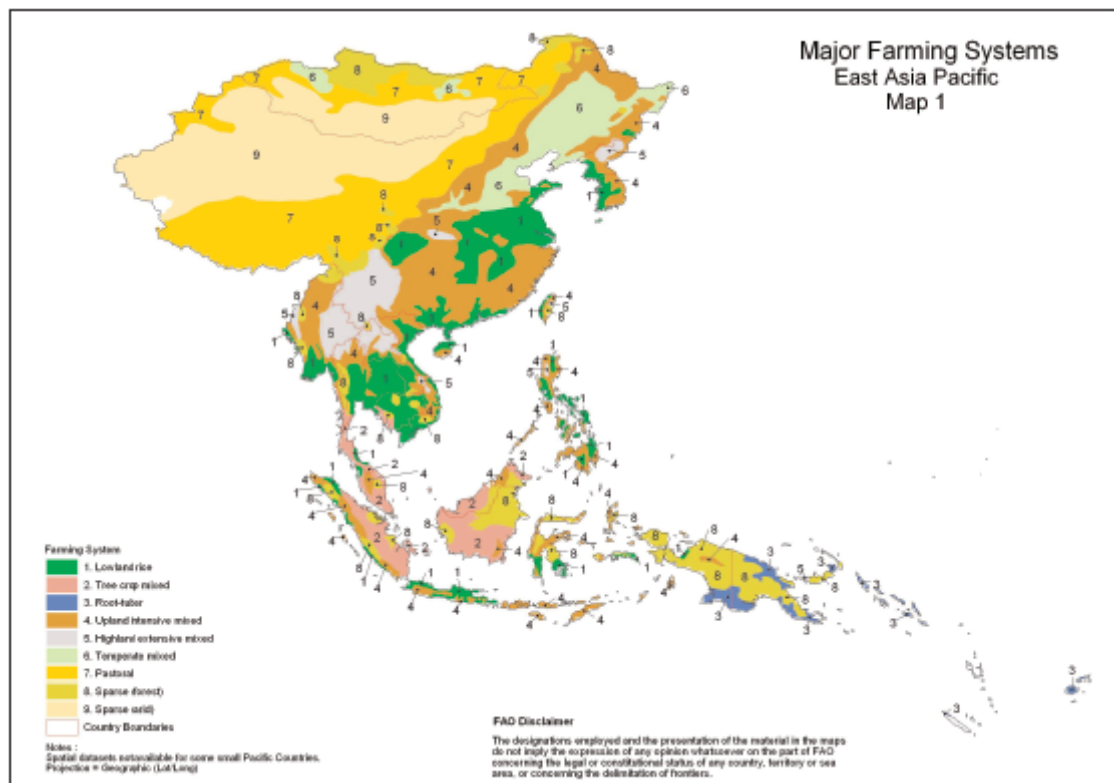 Major Farming Systems
East Asia Pacific
Map 1
Farming System
1. Lowland rice
2. Tree crop mixed
3. Root-tuber
4. Upland intensive mixed
5. Highland extensive mixed
6. Temperate mixed
7. Pastoral
8. Sparse (forest)
9. Sparse (arid)
Country Boundaries
Notes :
Spatial datasets not available for some small Pacific Countries.
Projection = Geographic (Lat/Long)
FAO Disclaimer
The designations employed and the presentation of the material in the maps
do not imply the expression of any opinion whatsoever on the part of FAO
concerning the legal or constitutional status of any country, territory or sea
area, or concerning the delimitation of frontiers.